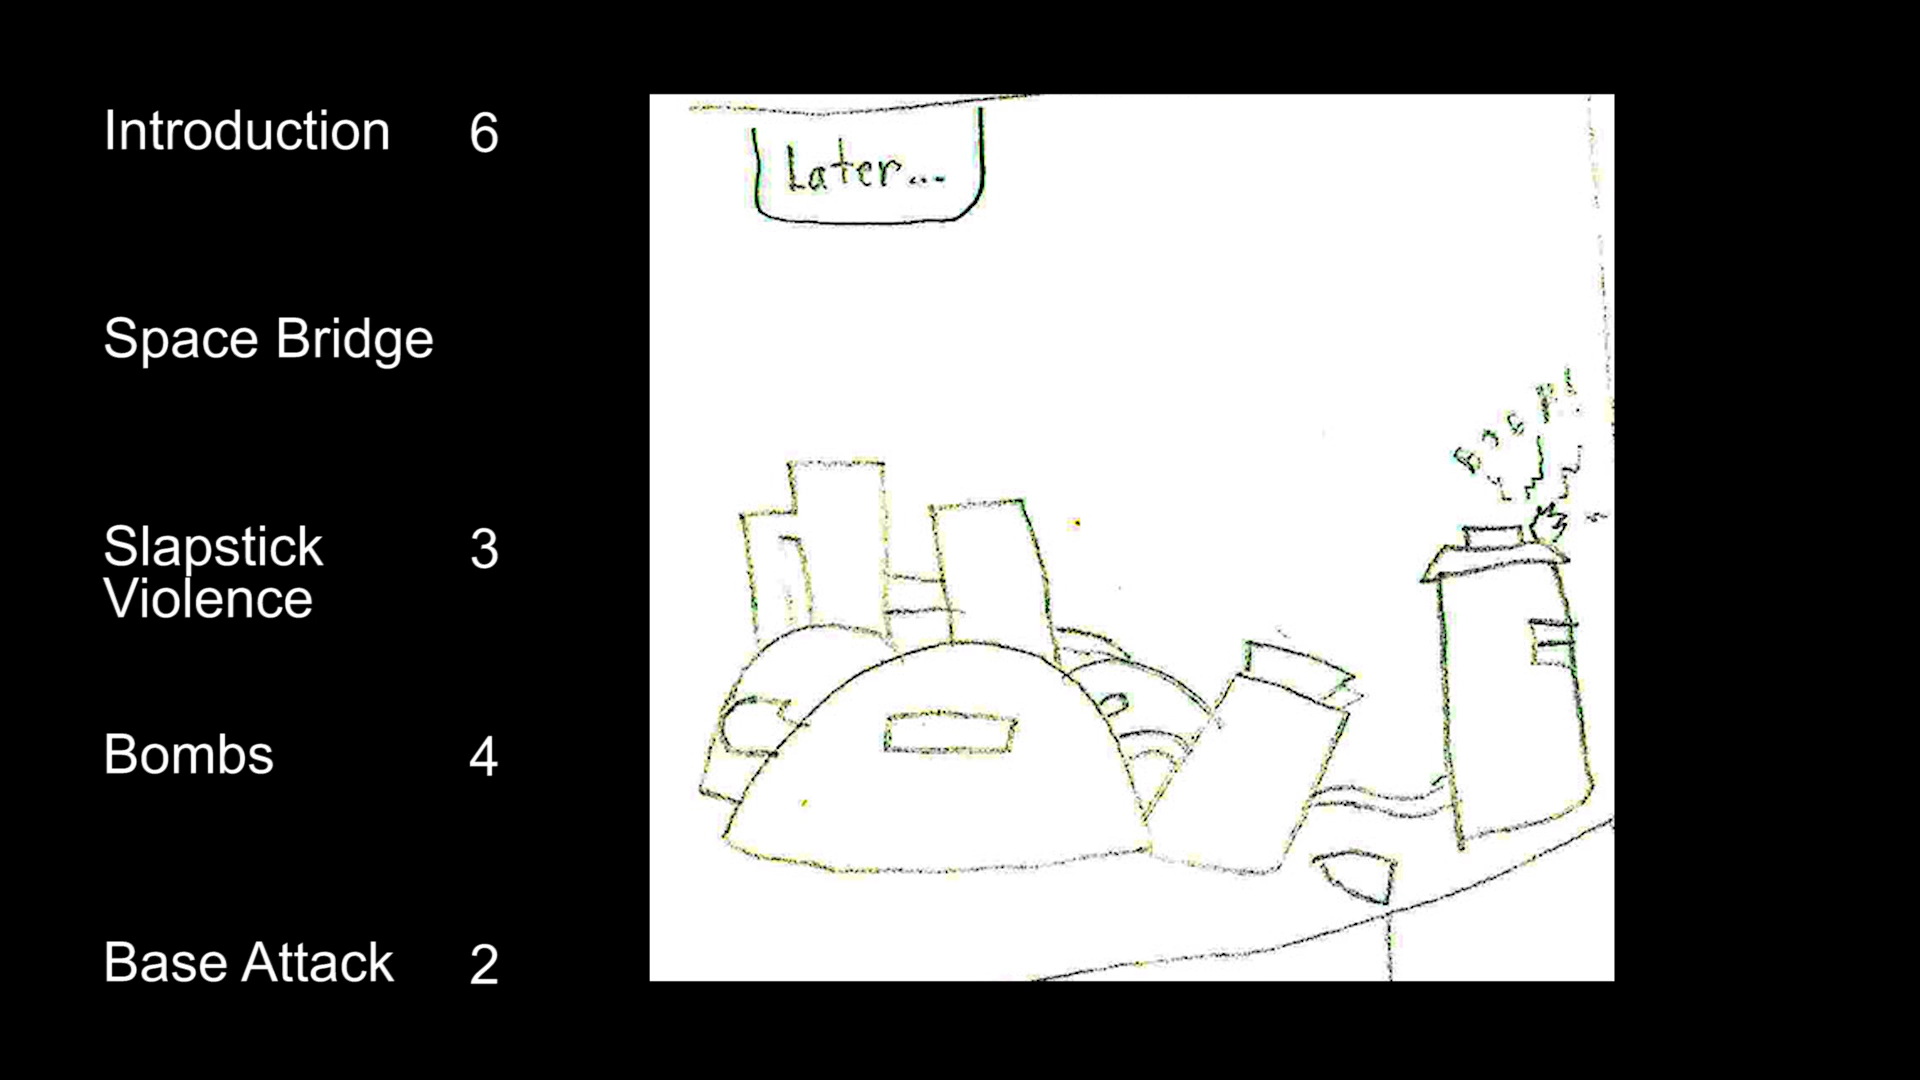 Introduction 6
Space Bridge
Slapstick 3
Violence
Bombs 4
Base Attack 2
Later...